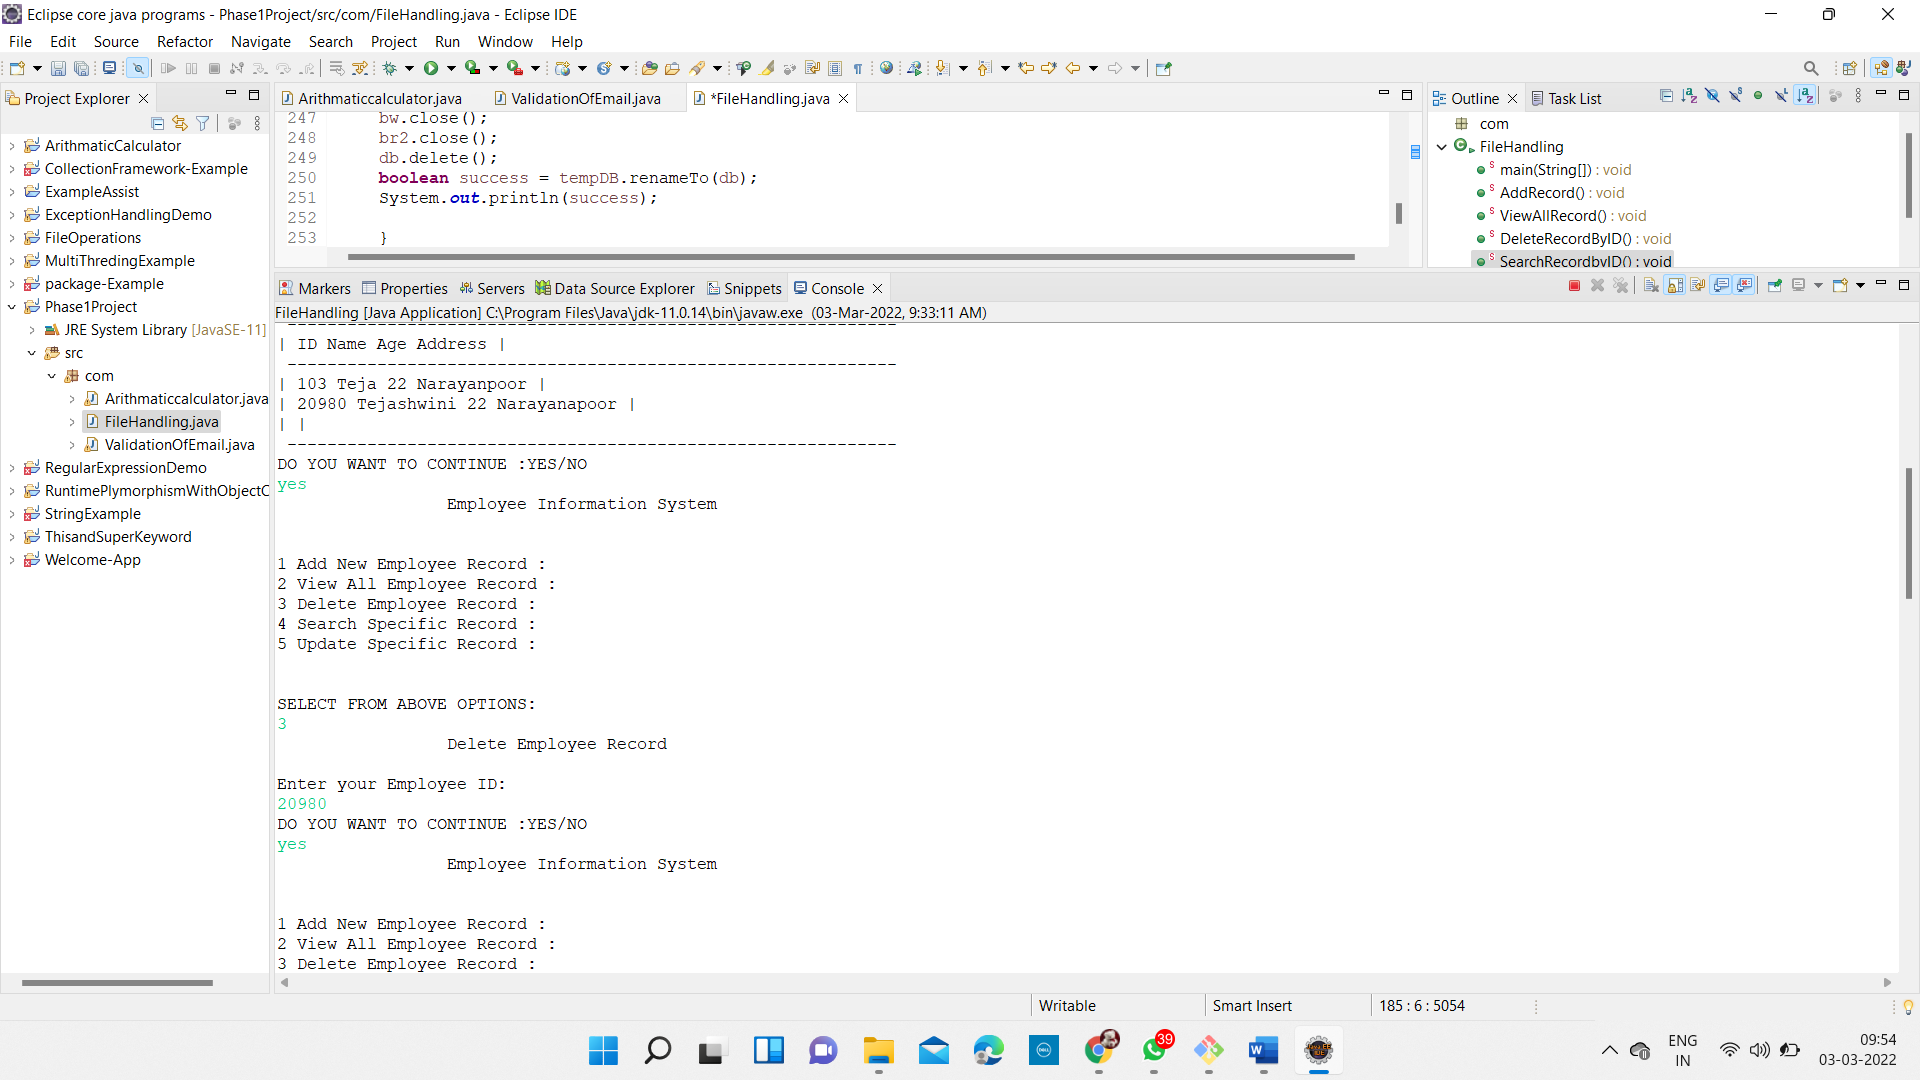 Eclipse core java programs - Phase1Project/src/com/FileHandling.java - Eclipse IDE
File Edit Source Refactor Navigate Search Project Run Window Help
Project Explorer
ArithmaticCalculator
CollectionFramework-Example
ExampleAssist
ExceptionHandlingDemo
FileOperations
MultiThredingExample
package-Example
Phase1Project
JRE System Library [JavaSE-11]
src
com
Arithmaticcalculator.java
FileHandling.java
ValidationOfEmail.java
RegularExpressionDemo
RuntimePlymorphismWithObjectC
StringExample
ThisandSuperKeyword
Welcome-App
Arithmaticcalculator.java ValidationOfEmail.java *FileHandling.java
247 bw.close();
248 br2.close();
249 db.delete();
250 boolean success = tempDB.renameTo(db);
251 System.out.println(success);
252
253 }
Outline Task List
com
FileHandling
main(String[]) : void
AddRecord() : void
ViewAllRecord() : void
DeleteRecordByID() : void
SearchRecordbyID() : void
Markers Properties Servers Data Source Explorer Snippets Console
FileHandling [Java Application] C:\Program Files\Java\jdk-11.0.14\bin\javaw.exe (03-Mar-2022, 9:33:11 AM)
-------------------------------------------------------------
| ID Name Age Address |
-------------------------------------------------------------
| 103 Teja 22 Narayanpoor |
| 20980 Tejashwini 22 Narayanapoor |
| |
-------------------------------------------------------------
DO YOU WANT TO CONTINUE :YES/NO
yes
Employee Information System
1 Add New Employee Record :
2 View All Employee Record :
3 Delete Employee Record :
4 Search Specific Record :
5 Update Specific Record :
SELECT FROM ABOVE OPTIONS:
3
Delete Employee Record
Enter your Employee ID:
20980
DO YOU WANT TO CONTINUE :YES/NO
yes
Employee Information System
1 Add New Employee Record :
2 View All Employee Record :
3 Delete Employee Record :
Writable Smart Insert 185 : 6 : 5054
39
ENG
IN
09:54
03-03-2022